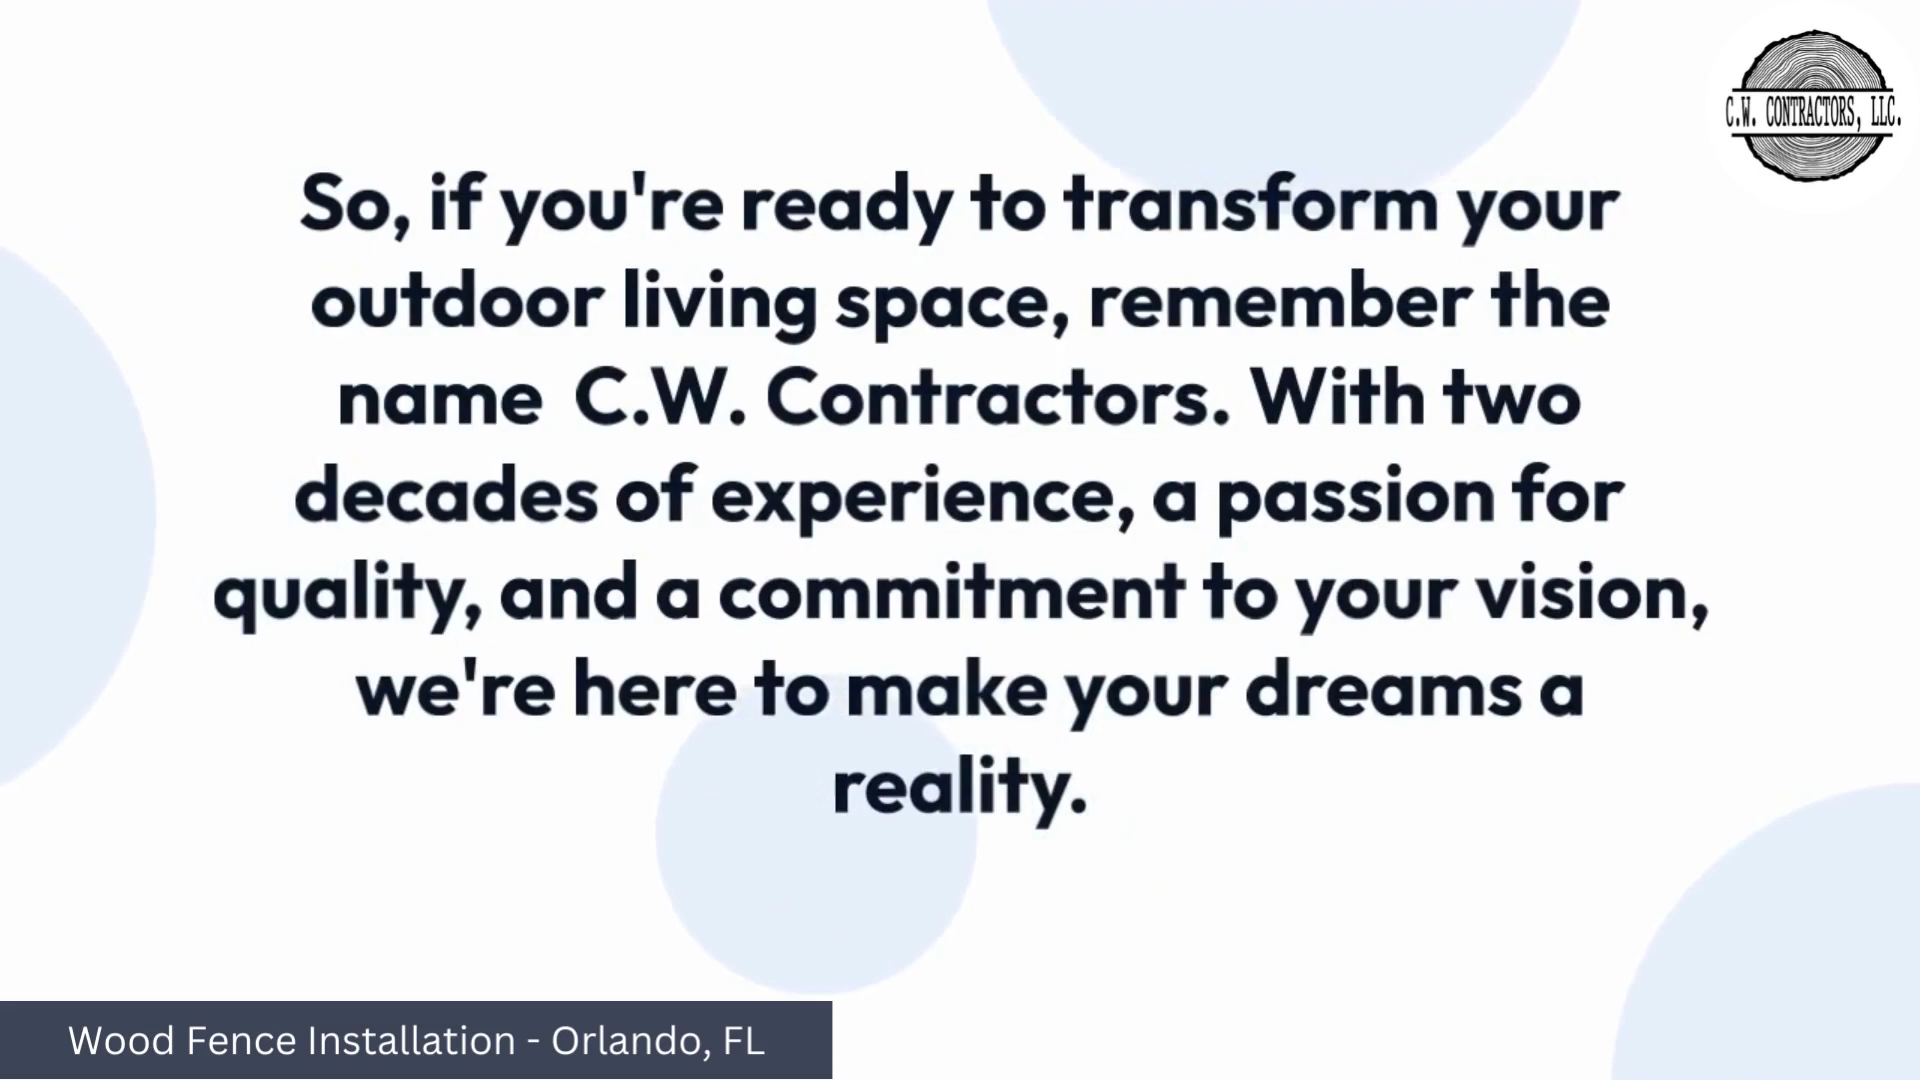 C.W. CONTRACTORS, LLC.
So, if you're ready to transform your
outdoor living space, remember the
name  C.W. Contractors. With two
decades of experience, a passion for
quality, and a commitment to your vision,
we're here to make your dreams a
reality.
Wood Fence Installation - Orlando, FL